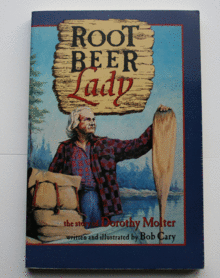 ROOT
BEER
Lady
the story of Dorothy Molter
written and illustrated by Bob Cary